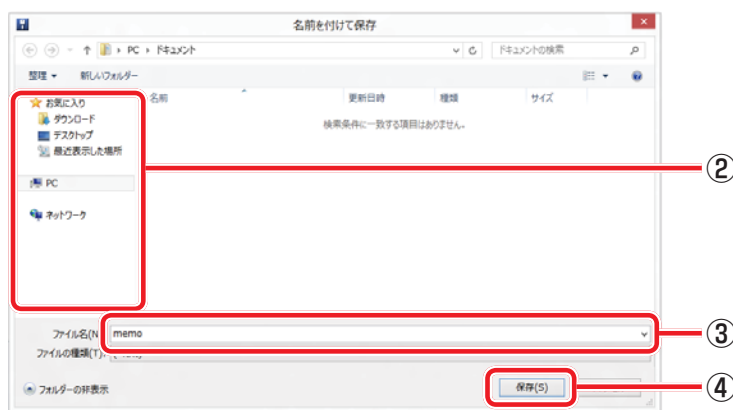 名前を付けて保存
PC ▸ ドキュメント
ドキュメントの検索
整理 新しいフォルダー
お気に入り
ダウンロード
デスクトップ
最近表示した場所
PC
ネットワーク
名前 更新日時 種類 サイズ
検索条件に一致する項目はありません。
②
ファイル名(N memo
③
ファイルの種類(T):
フォルダーの非表示
保存(S)
④